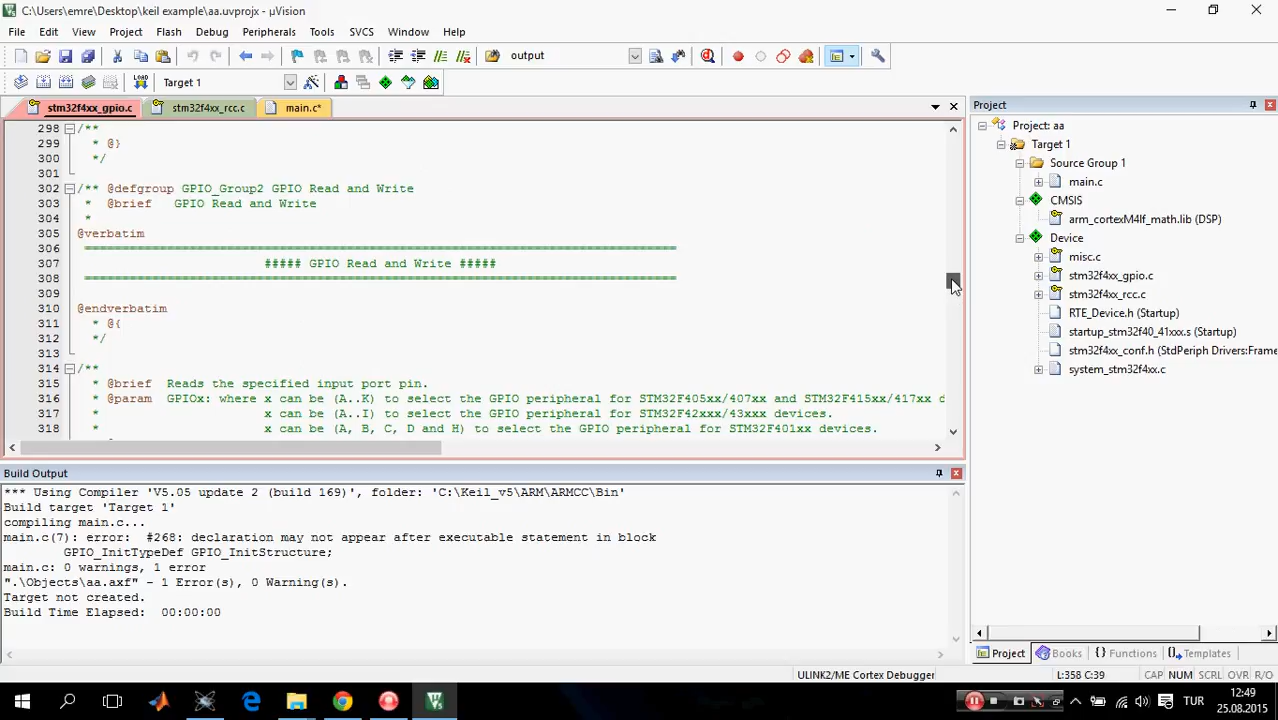 C:\Users\emre\Desktop\keil example\aa.uvprojx - µVision
File Edit View Project Flash Debug Peripherals Tools SVCS Window Help
output
LOAD Target 1
stm32f4xx_gpio.c stm32f4xx_rcc.c main.c*
298 /**
299 * @}
300 */
301
302 /** @defgroup GPIO_Group2 GPIO Read and Write
303 * @brief GPIO Read and Write
304 *
305 @verbatim
306 ===============================================================================
307 ##### GPIO Read and Write #####
308 ===============================================================================
309
310 @endverbatim
311 * @{
312 */
313
314 /**
315 * @brief Reads the specified input port pin.
316 * @param GPIOx: where x can be (A..K) to select the GPIO peripheral for STM32F405xx/407xx and STM32F415xx/417xx d
317 * x can be (A..I) to select the GPIO peripheral for STM32F42xxx/43xxx devices.
318 * x can be (A, B, C, D and H) to select the GPIO peripheral for STM32F401xx devices.
Project
Project: aa
Target 1
Source Group 1
main.c
CMSIS
arm_cortexM4lf_math.lib (DSP)
Device
misc.c
stm32f4xx_gpio.c
stm32f4xx_rcc.c
RTE_Device.h (Startup)
startup_stm32f40_41xxx.s (Startup)
stm32f4xx_conf.h (StdPeriph Drivers:Frame
system_stm32f4xx.c
Project Books {} Functions Templates
Build Output
*** Using Compiler 'V5.05 update 2 (build 169)', folder: 'C:\Keil_v5\ARM\ARMCC\Bin'
Build target 'Target 1'
compiling main.c...
main.c(7): error: #268: declaration may not appear after executable statement in block
GPIO_InitTypeDef GPIO_InitStructure;
main.c: 0 warnings, 1 error
".\Objects\aa.axf" - 1 Error(s), 0 Warning(s).
Target not created.
Build Time Elapsed: 00:00:00
ULINK2/ME Cortex Debugger L:358 C:39 CAP NUM SCRL OVR R/O
TUR 12:49
25.08.2015